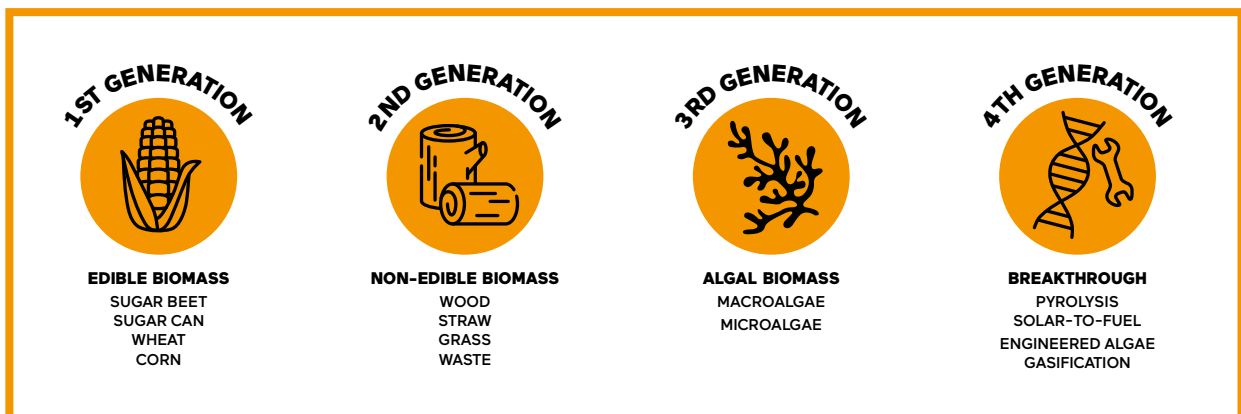 1ST GENERATION
EDIBLE BIOMASS
SUGAR BEET
SUGAR CAN
WHEAT
CORN
2ND GENERATION
NON-EDIBLE BIOMASS
WOOD
STRAW
GRASS
WASTE
3RD GENERATION
ALGAL BIOMASS
MACROALGAE
MICROALGAE
4TH GENERATION
BREAKTHROUGH
PYROLYSIS
SOLAR-TO-FUEL
ENGINEERED ALGAE
GASIFICATION